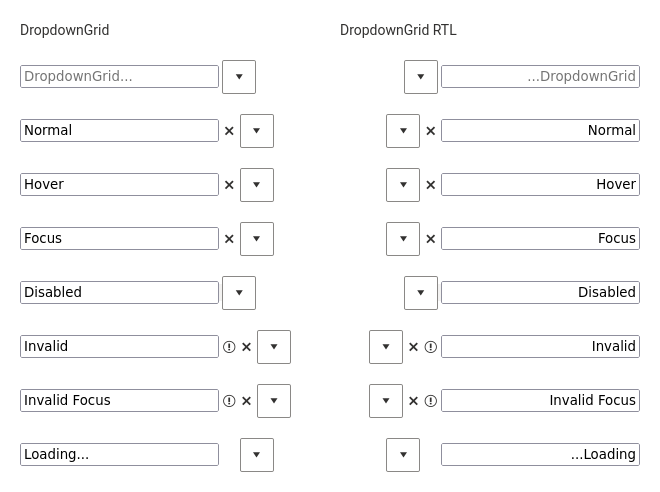 DropdownGrid DropdownGrid RTL
DropdownGrid... ...DropdownGrid
Normal Normal
Hover Hover
Focus Focus
Disabled Disabled
Invalid Invalid
Invalid Focus Invalid Focus
Loading... ...Loading